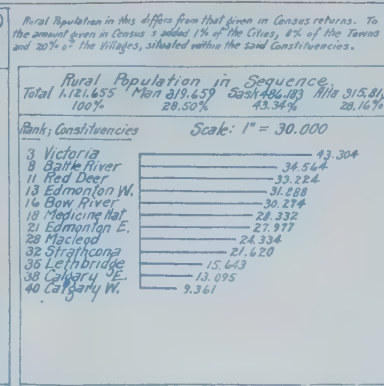 Rural Population in this differs from that given in Census returns. To
the amount given in Census is added 1% of the Cities, 8% of the Towns
and 20% of the Villages, situated within the said Constituencies.
Rural Population in Sequence.
Total 1.121.655 Man 319.659 Sask 486.183 Alta 315.81
100% 28.50% 43.34% 28.16%
Rank; Constituencies Scale: 1" = 30.000
3 Victoria 43.304
8 Battle River 34.564
11 Red Deer 33.224
13 Edmonton W. 31.288
16 Bow River 30.274
18 Medicine Hat 28.332
21 Edmonton E. 27.977
28 Macleod 24.334
32 Strathcona 21.620
36 Lethbridge 15.643
38 Calgary E. 13.095
40 Calgary W. 9.361